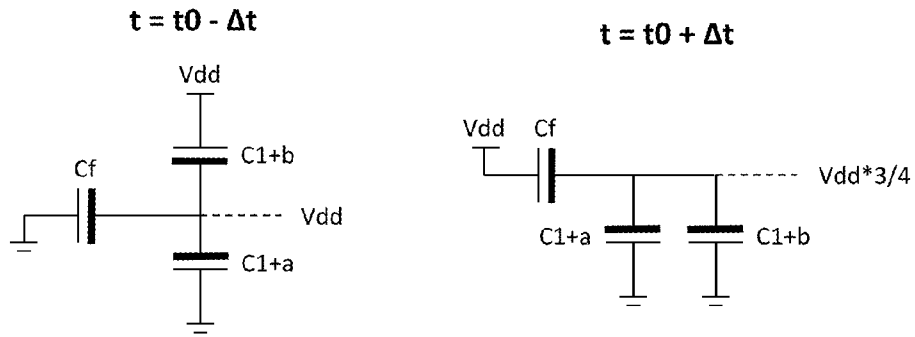 t = t0 - Δt
Vdd
C1+b
Cf
Vdd
C1+a
t = t0 + Δt
Vdd
Cf
Vdd*3/4
C1+a
C1+b